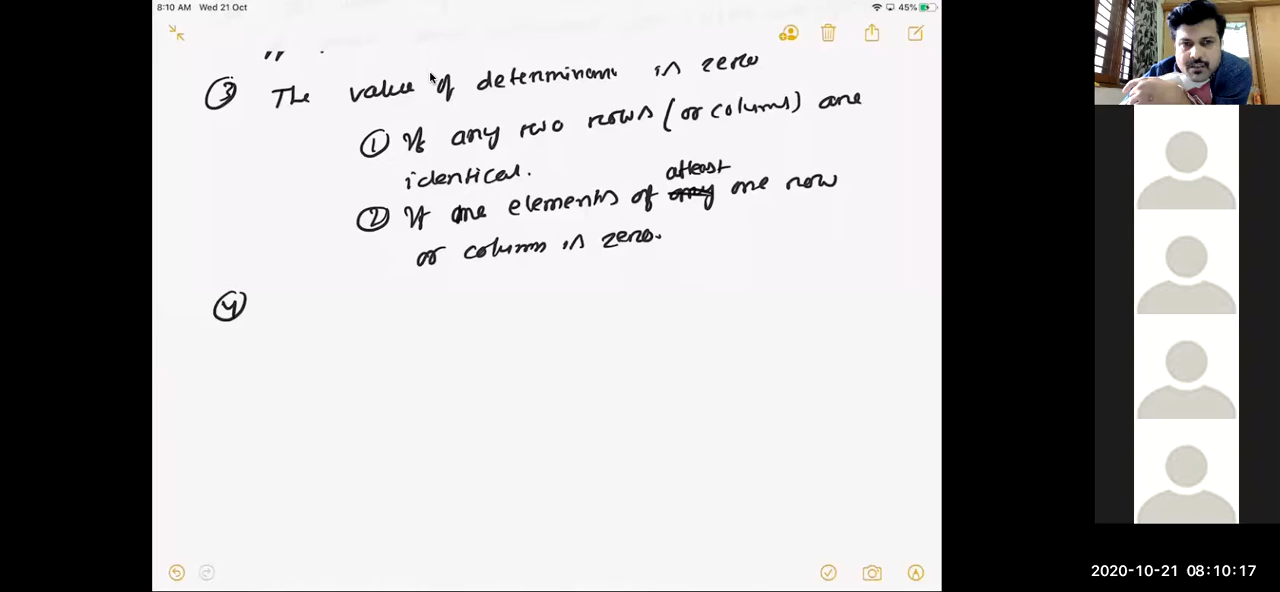 8:10 AM Wed 21 Oct
45%
③ The value of determinant is zero
① If any two rows (or columns) are
identical.
atleast
② If the elements of any one row
or column is zero.
④
2020-10-21 08:10:17